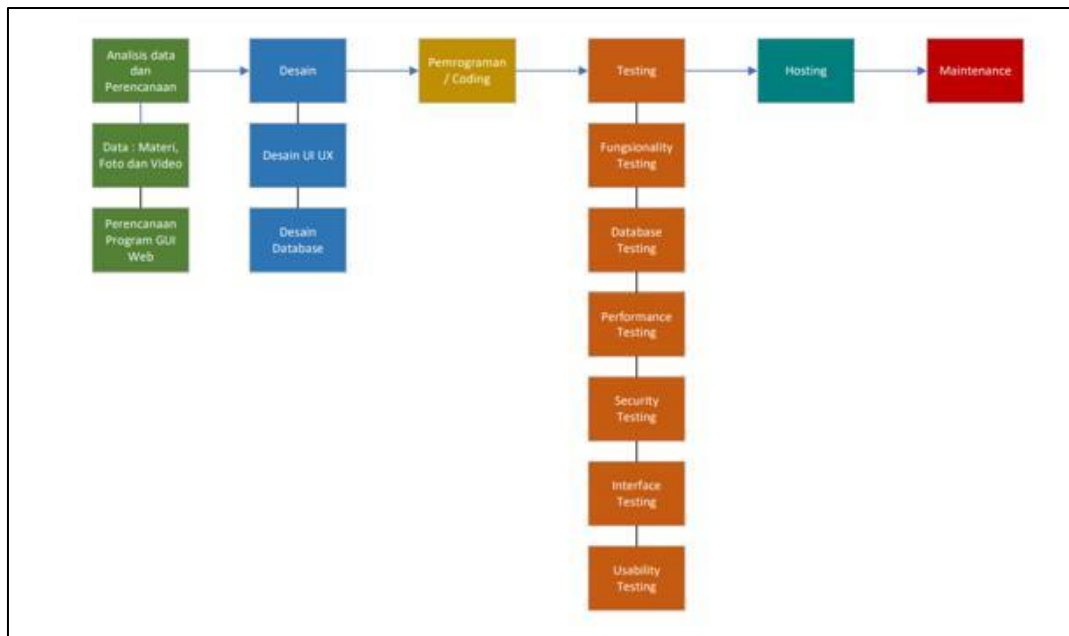 Analisis data
dan
Perencanaan
Desain
Pemrograman
/ Coding
Testing
Hosting
Maintenance
Data : Materi,
Foto dan Video
Desain UI UX
Fungsionality
Testing
Perencanaan
Program GUI
Web
Desain
Database
Database
Testing
Performance
Testing
Security
Testing
Interface
Testing
Usability
Testing